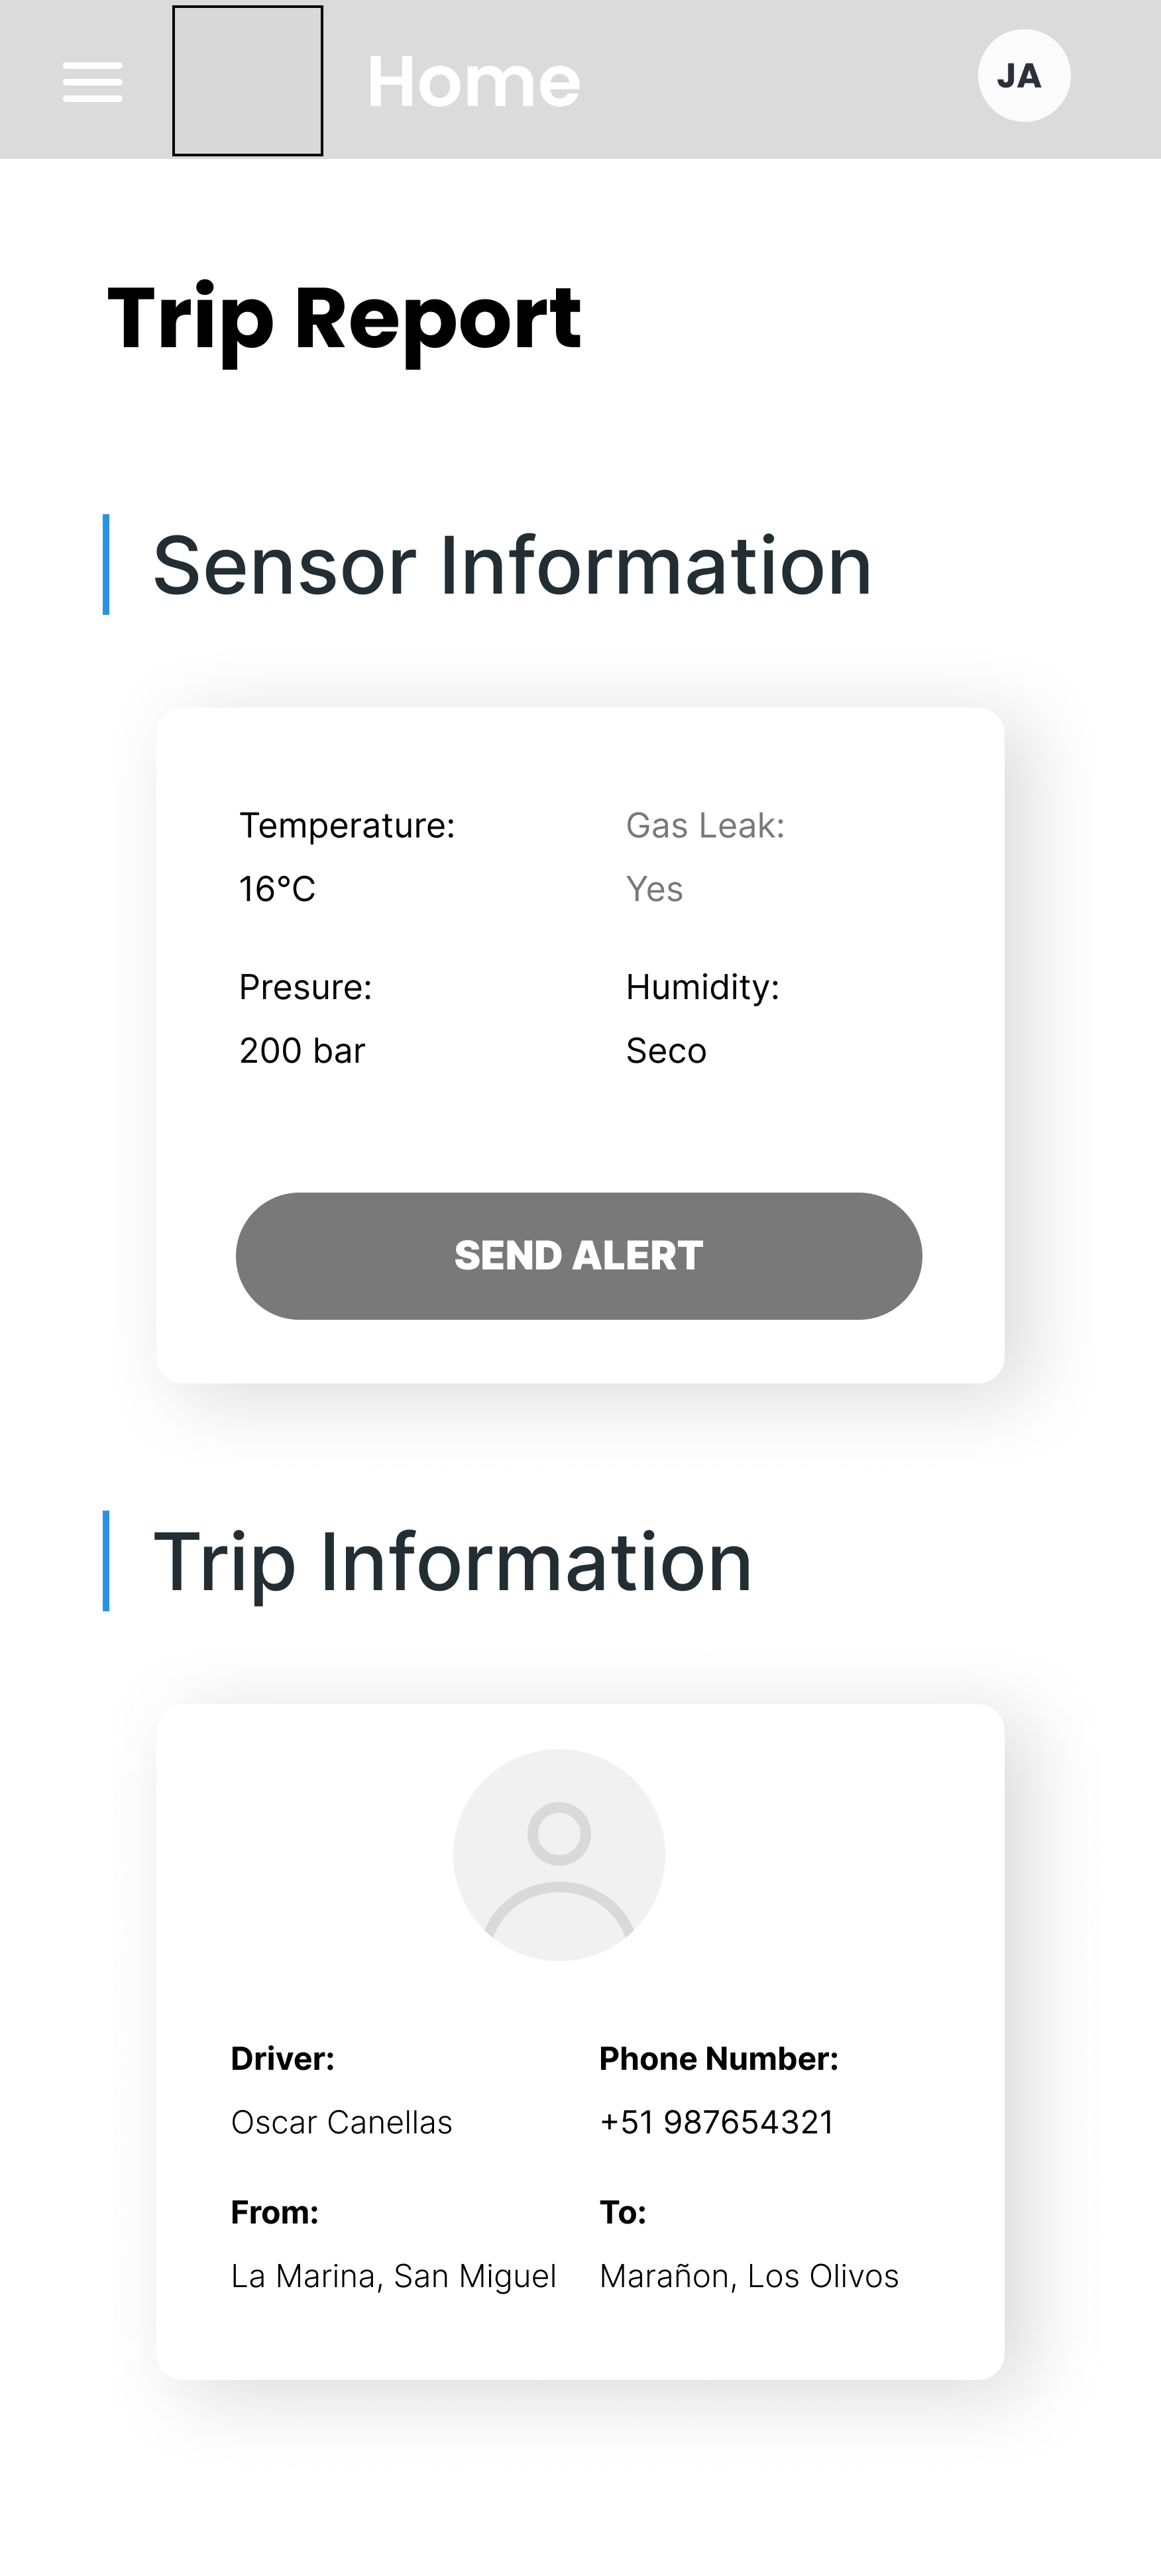 Home
JA
Trip Report
Sensor Information
Temperature:
16°C
Gas Leak:
Yes
Presure:
200 bar
Humidity:
Seco
SEND ALERT
Trip Information
Driver:
Oscar Canellas
Phone Number:
+51 987654321
From:
La Marina, San Miguel
To:
Marañon, Los Olivos